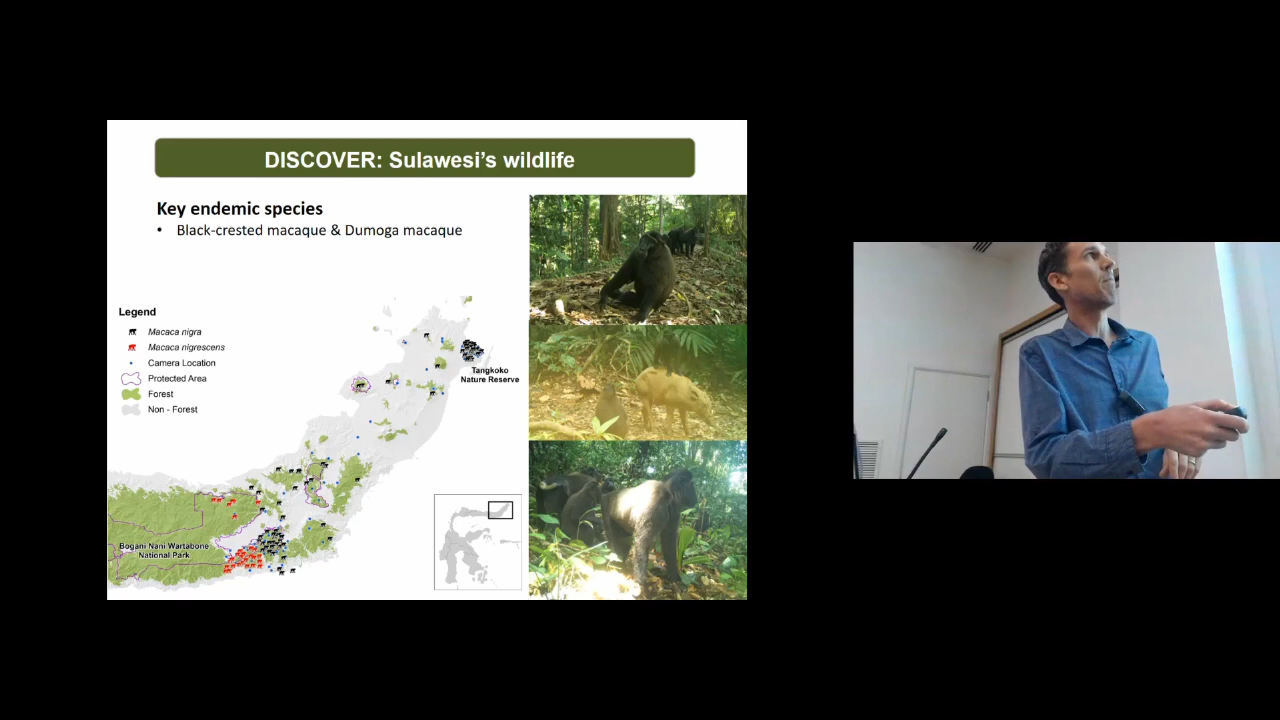 DISCOVER: Sulawesi's wildlife
Key endemic species
• Black-crested macaque & Dumoga macaque
Legend
Macaca nigra
Macaca nigrescens
Camera Location
Protected Area
Forest
Non - Forest
Tangkoko
Nature Reserve
Bogani Nani Wartabone
National Park